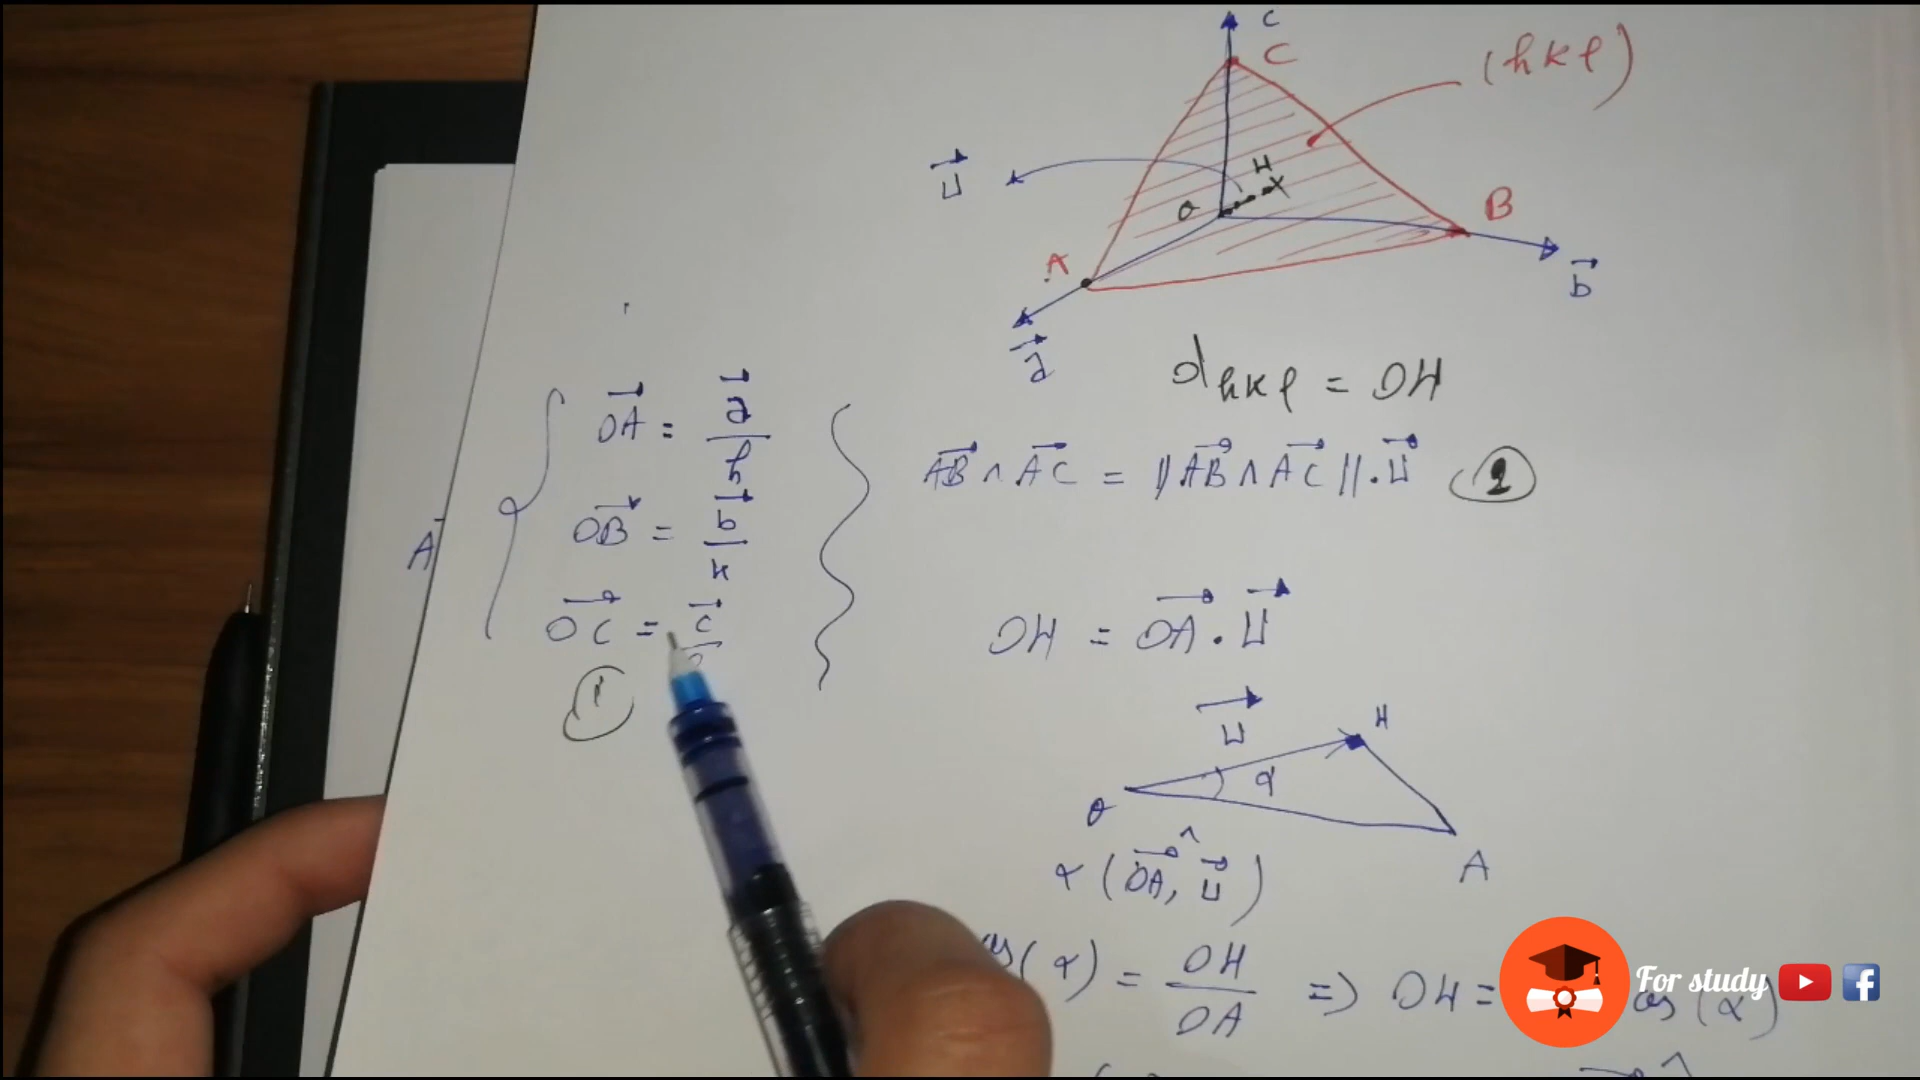 c
C
(hkl)
u⃗
H
O
B
A
b⃗
a⃗
d hkl = OH
OA⃗ = a⃗/h
AB⃗ ∧ AC⃗ = ‖AB⃗ ∧ AC⃗‖ . u⃗ (2)
OB⃗ = b⃗/k
A
OC⃗ = c⃗
(1)
OH = OA⃗ . u⃗
u⃗
H
α
O
A
α (OA⃗, u⃗)
(α) = OH/OA ⇒ OH = cos (α)
For study